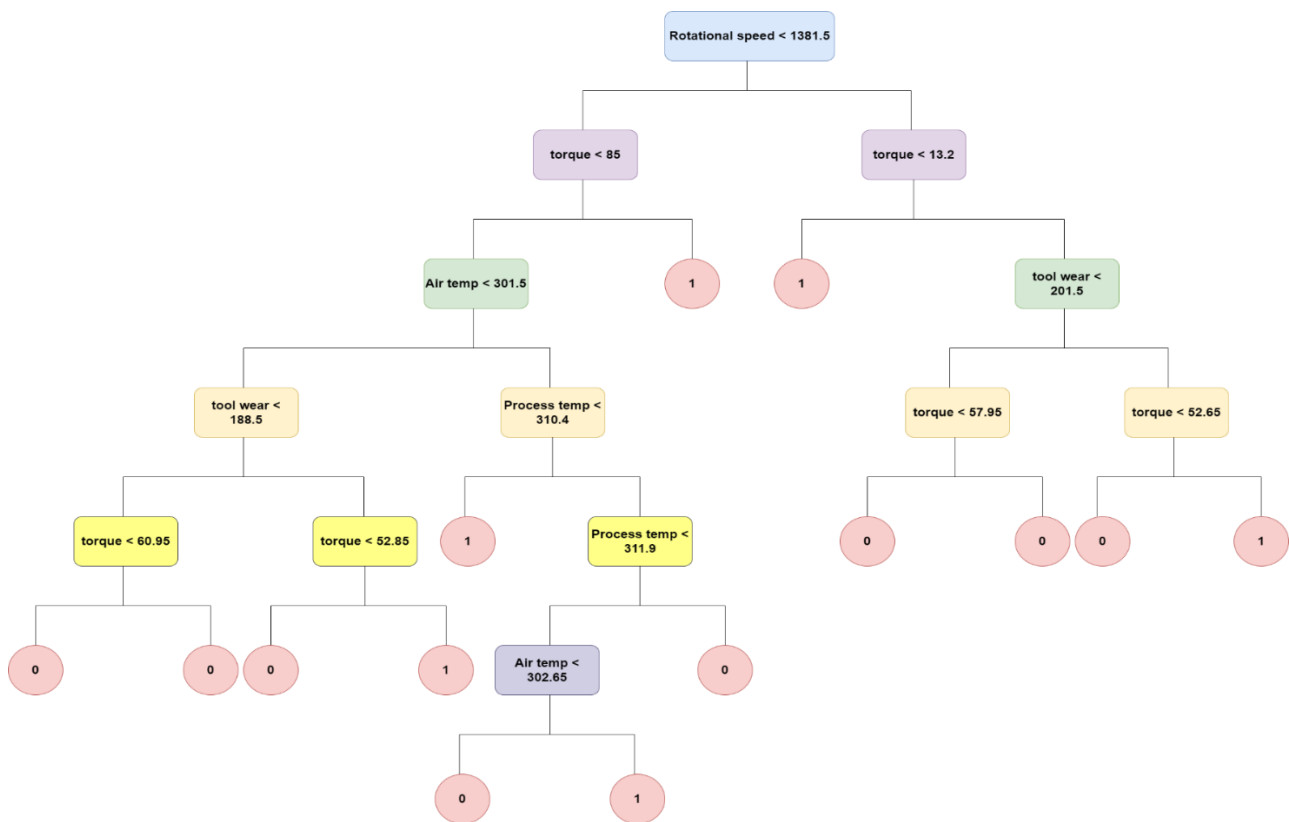 Rotational speed < 1381.5
torque < 85
torque < 13.2
Air temp < 301.5
1
1
tool wear <
201.5
tool wear <
188.5
Process temp <
310.4
torque < 57.95
torque < 52.65
torque < 60.95
torque < 52.85
1
Process temp <
311.9
0
0
0
1
0
0
0
1
Air temp <
302.65
0
0
1